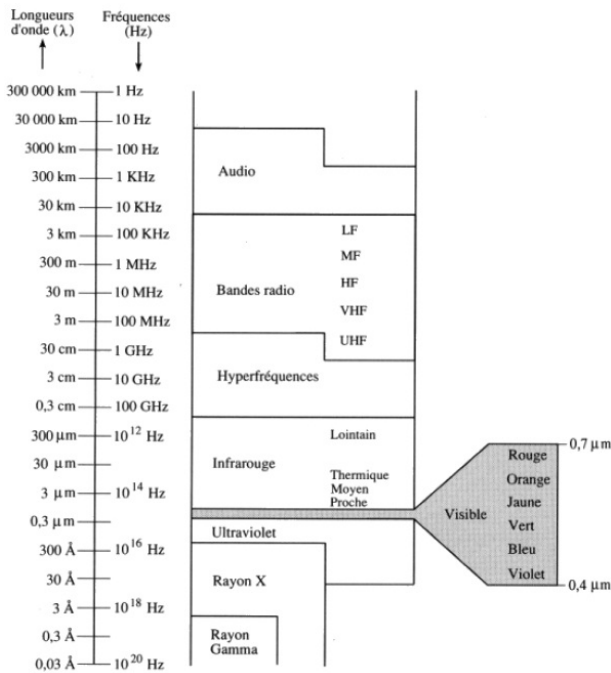 Longueurs d'onde (λ)
Fréquences (Hz)
300 000 km 1 Hz
30 000 km 10 Hz
3000 km 100 Hz
300 km 1 KHz
30 km 10 KHz
3 km 100 KHz
300 m 1 MHz
30 m 10 MHz
3 m 100 MHz
30 cm 1 GHz
3 cm 10 GHz
0,3 cm 100 GHz
300 μm 10¹² Hz
30 μm
3 μm 10¹⁴ Hz
0,3 μm
300 Å 10¹⁶ Hz
30 Å
3 Å 10¹⁸ Hz
0,3 Å
0,03 Å 10²⁰ Hz
Audio
Bandes radio
LF
MF
HF
VHF
UHF
Hyperfréquences
Infrarouge
Lointain
Thermique
Moyen
Proche
Ultraviolet
Rayon X
Rayon
Gamma
Visible
Rouge
Orange
Jaune
Vert
Bleu
Violet
0,7 μm
0,4 μm